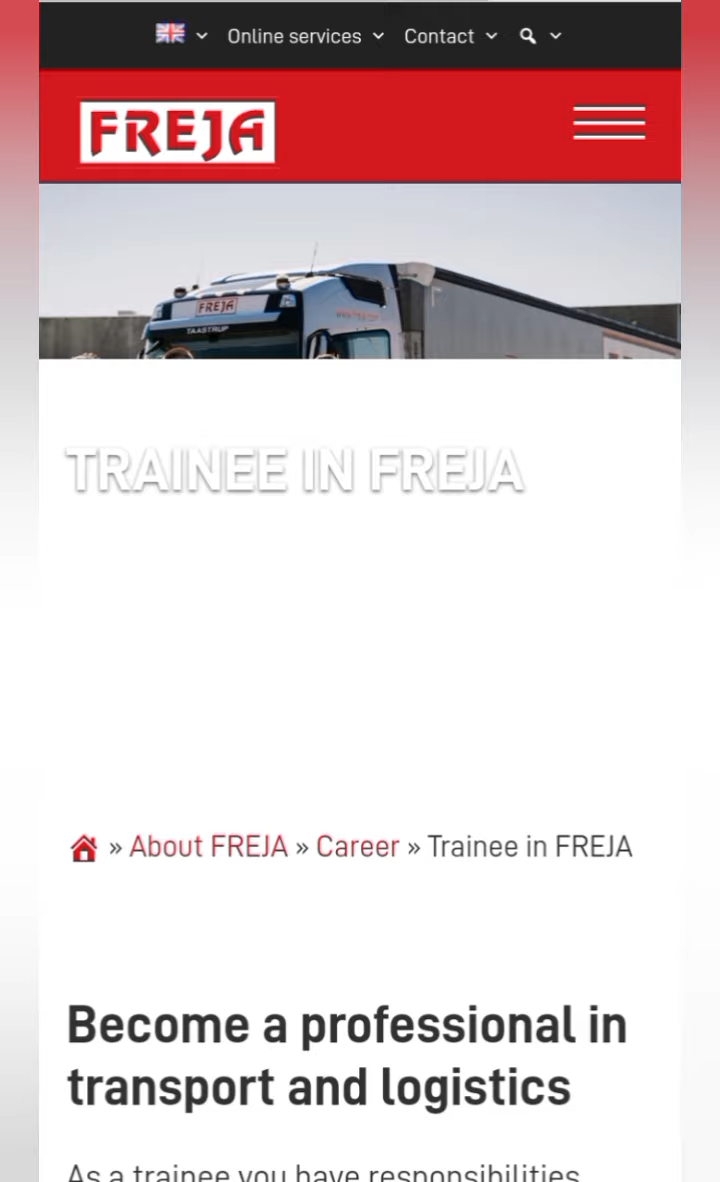 Online services Contact
FREJA
FREJA
TAASTRUP
TRAINEE IN FREJA
» About FREJA » Career » Trainee in FREJA
Become a professional in
transport and logistics
As a trainee you have responsibilities